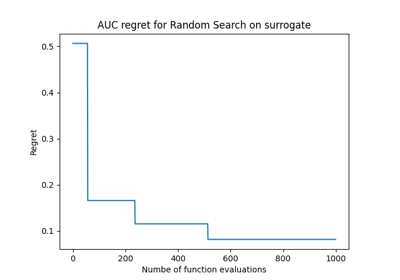 AUC regret for Random Search on surrogate
0.5
0.4
0.3
0.2
0.1
Regret
0 200 400 600 800 1000
Numbe of function evaluations